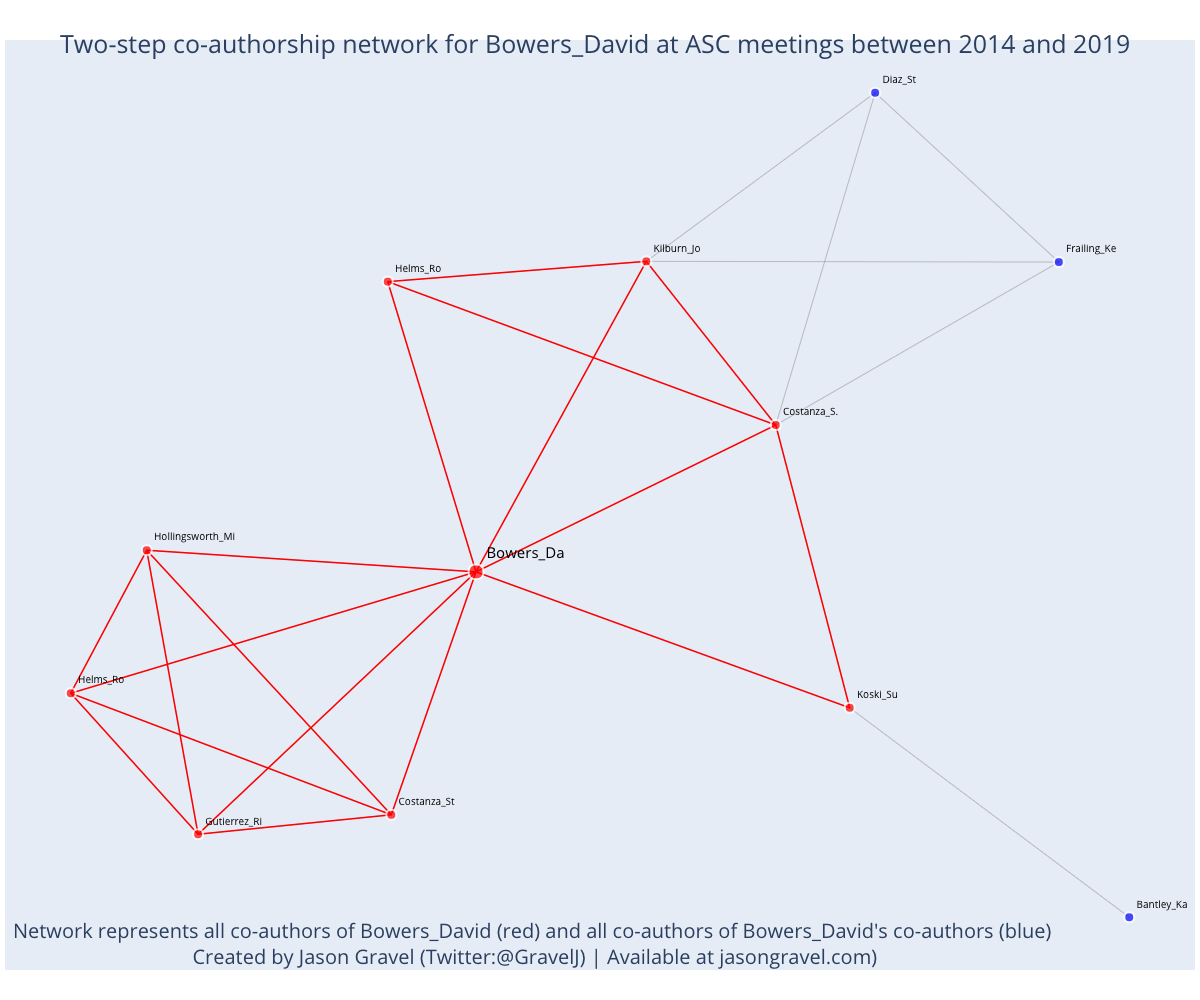 Two-step co-authorship network for Bowers_David at ASC meetings between 2014 and 2019
Diaz_St
Kilburn_Jo
Frailing_Ke
Helms_Ro
Costanza_S.
Hollingsworth_Mi
Bowers_Da
Helms_Ro
Koski_Su
Costanza_St
Gutierrez_Ri
Bantley_Ka
Network represents all co-authors of Bowers_David (red) and all co-authors of Bowers_David's co-authors (blue)
Created by Jason Gravel (Twitter:@GravelJ) | Available at jasongravel.com)